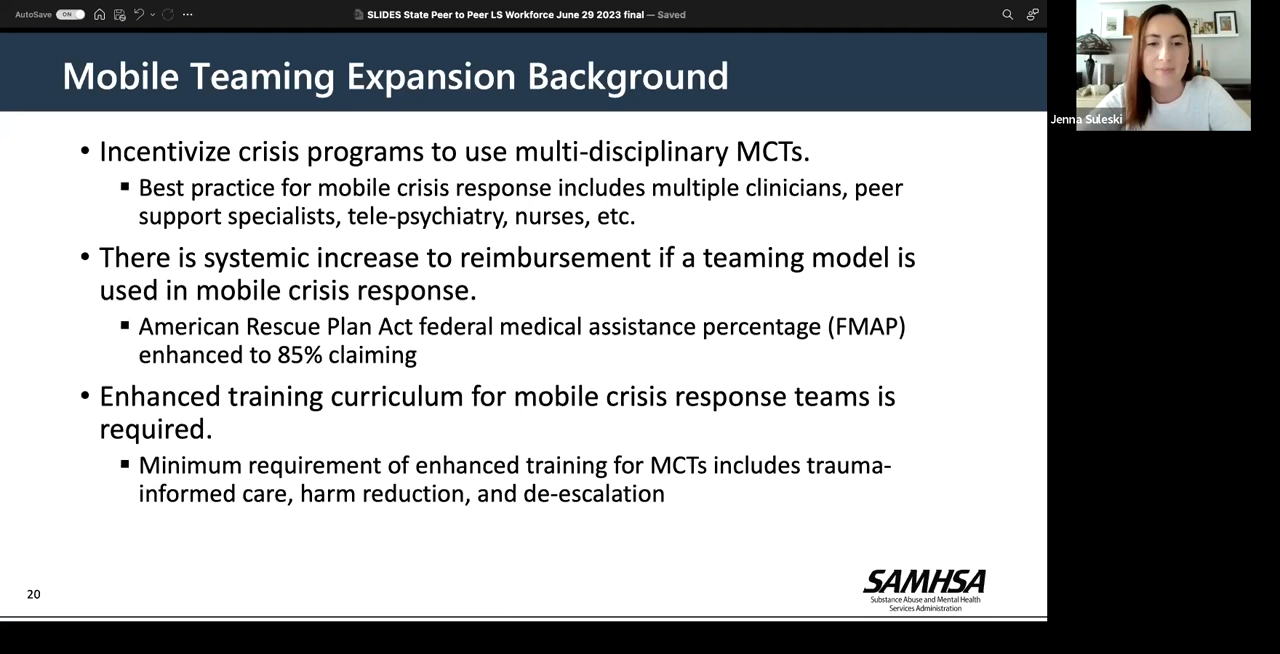 AutoSave ON SLIDES State Peer to Peer LS Workforce June 29 2023 final — Saved
Mobile Teaming Expansion Background
Jenna Suleski
• Incentivize crisis programs to use multi-disciplinary MCTs.
▪ Best practice for mobile crisis response includes multiple clinicians, peer
support specialists, tele-psychiatry, nurses, etc.
• There is systemic increase to reimbursement if a teaming model is
used in mobile crisis response.
▪ American Rescue Plan Act federal medical assistance percentage (FMAP)
enhanced to 85% claiming
• Enhanced training curriculum for mobile crisis response teams is
required.
▪ Minimum requirement of enhanced training for MCTs includes trauma-
informed care, harm reduction, and de-escalation
20
SAMHSA
Substance Abuse and Mental Health
Services Administration